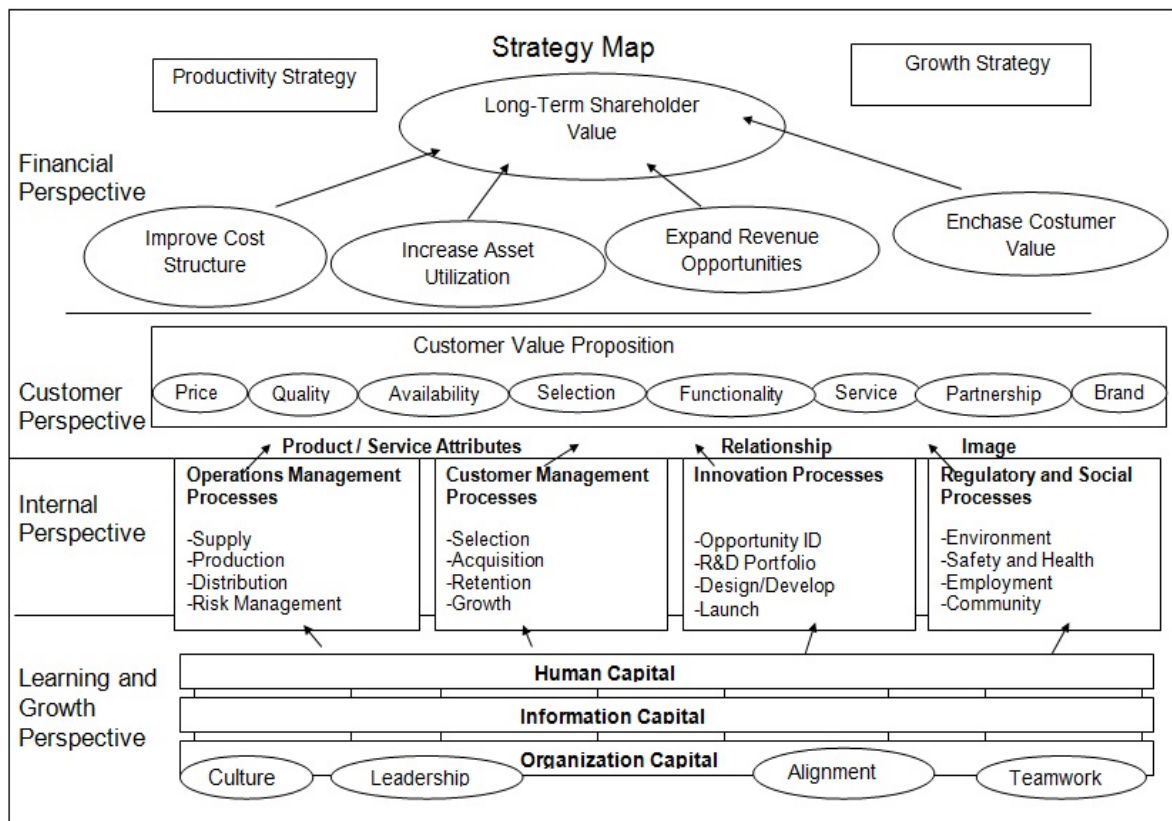 Strategy Map
Productivity Strategy
Growth Strategy
Long-Term Shareholder
Value
Financial
Perspective
Improve Cost
Structure
Increase Asset
Utilization
Expand Revenue
Opportunities
Enchase Costumer
Value
Customer
Perspective
Customer Value Proposition
Price
Quality
Availability
Selection
Functionality
Service
Partnership
Brand
Product / Service Attributes
Relationship
Image
Internal
Perspective
Operations Management
Processes
-Supply
-Production
-Distribution
-Risk Management
Customer Management
Processes
-Selection
-Acquisition
-Retention
-Growth
Innovation Processes
-Opportunity ID
-R&D Portfolio
-Design/Develop
-Launch
Regulatory and Social
Processes
-Environment
-Safety and Health
-Employment
-Community
Learning and
Growth
Perspective
Human Capital
Information Capital
Organization Capital
Culture
Leadership
Alignment
Teamwork